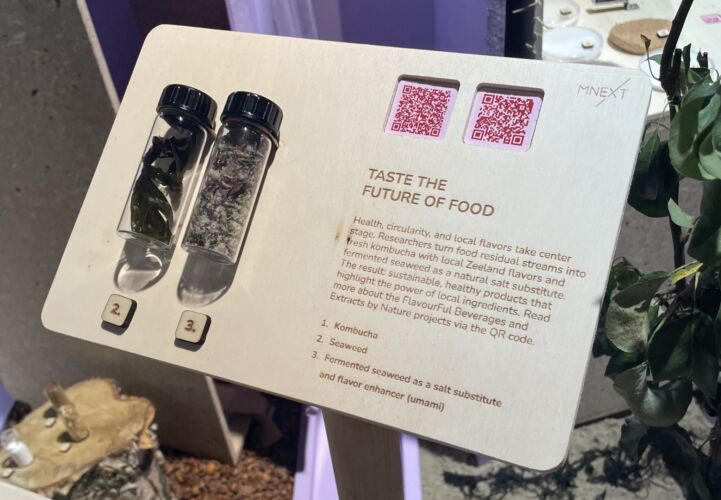 MNEXT
TASTE THE
FUTURE OF FOOD
Health, circularity, and local flavors take center
stage. Researchers turn food residual streams into
fresh kombucha with local Zeeland flavors and
fermented seaweed as a natural salt substitute.
The result: sustainable, healthy products that
highlight the power of local ingredients. Read
more about the FlavourFul Beverages and
Extracts by Nature projects via the QR code.
1. Kombucha
2. Seaweed
3. Fermented seaweed as a salt substitute
and flavor enhancer (umami)
2.
3.